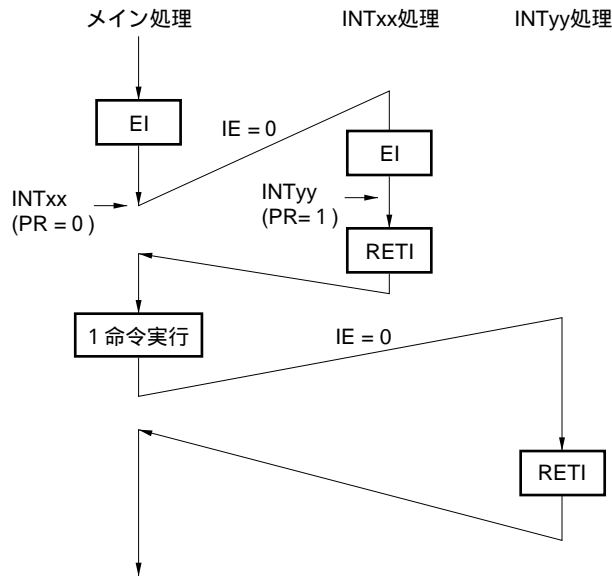 メイン処理
INTxx処理
INTyy処理
EI
IE = 0
EI
INTxx
(PR = 0 )
INTyy
(PR= 1 )
RETI
1 命令実行
IE = 0
RETI